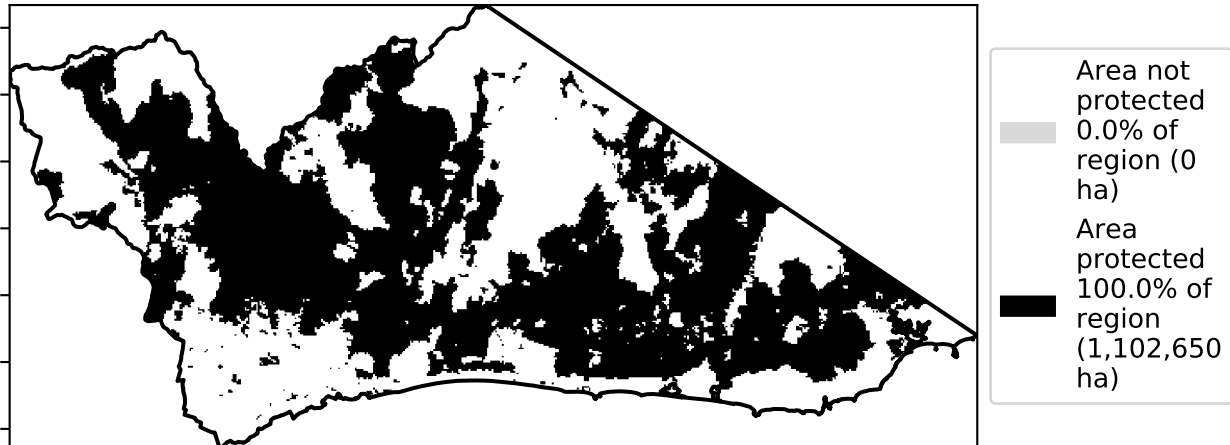 Area not
protected
0.0% of
region (0
ha)
Area
protected
100.0% of
region
(1,102,650
ha)